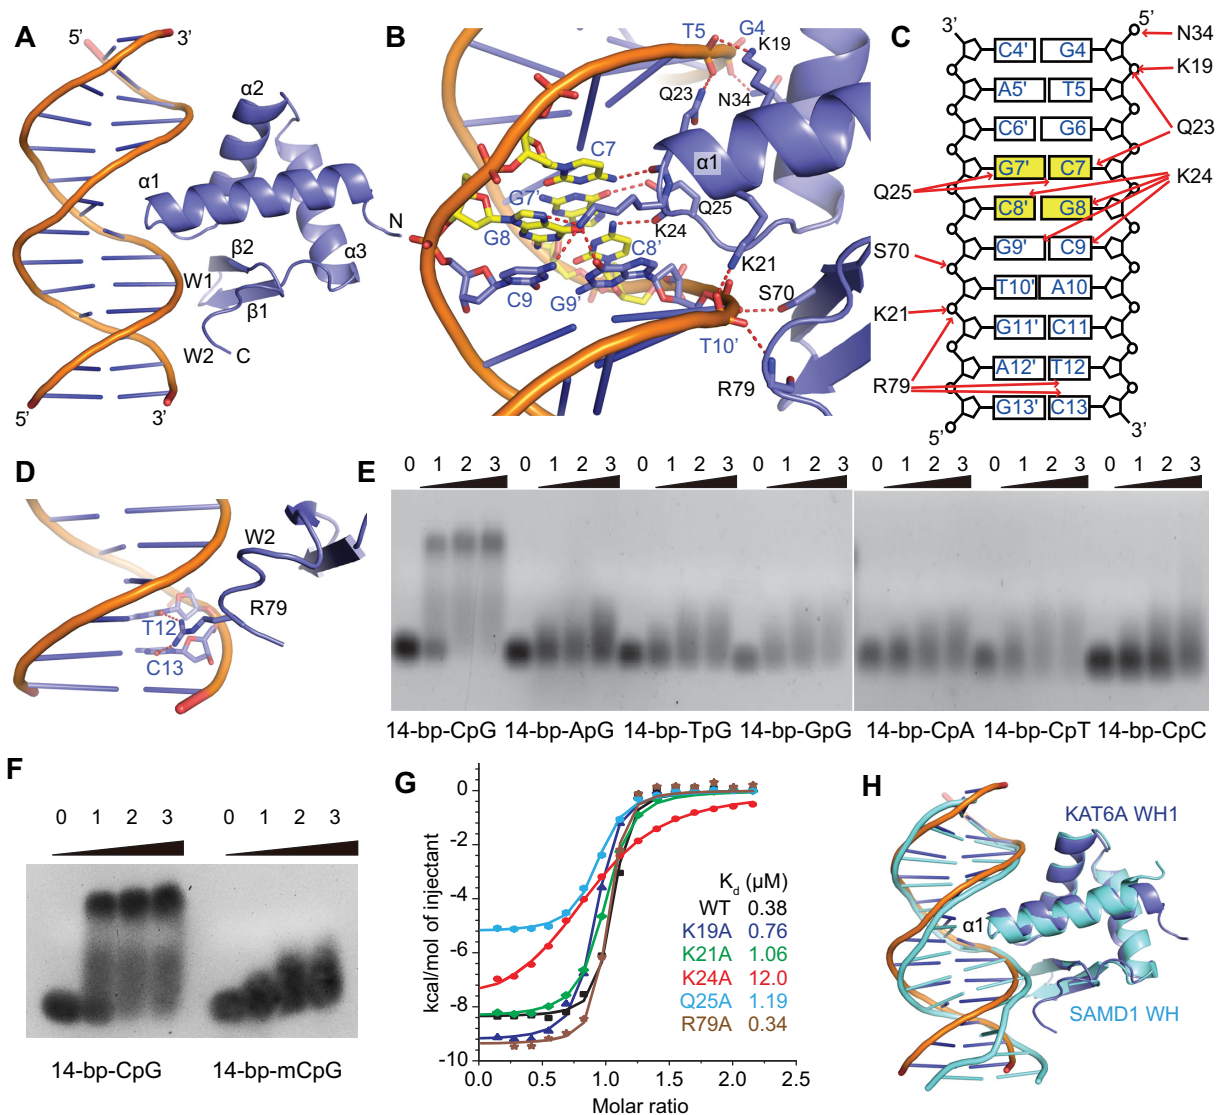 A
5’
3’
α2
α1
N
β2
α3
W1
β1
W2
C
5’
3’
B
T5
G4
K19
Q23
N34
C7
α1
G7’
Q25
G8
K24
C8’
K21
C9
G9’
S70
T10’
R79
C
3’
5’
N34
C4' G4
K19
A5' T5
C6' G6
Q23
G7' C7
K24
Q25
C8' G8
G9' C9
S70
T10' A10
K21
G11' C11
A12' T12
R79
G13' C13
5’
3’
D
W2
R79
T12
C13
E
0 1 2 3 0 1 2 3 0 1 2 3 0 1 2 3 0 1 2 3 0 1 2 3 0 1 2 3
14-bp-CpG 14-bp-ApG 14-bp-TpG 14-bp-GpG 14-bp-CpA 14-bp-CpT 14-bp-CpC
F
0 1 2 3 0 1 2 3
14-bp-CpG 14-bp-mCpG
G
0
-2
-4
-6
-8
-10
kcal/mol of injectant
Kd (μM)
WT 0.38
K19A 0.76
K21A 1.06
K24A 12.0
Q25A 1.19
R79A 0.34
0.0 0.5 1.0 1.5 2.0 2.5
Molar ratio
H
KAT6A WH1
α1
SAMD1 WH